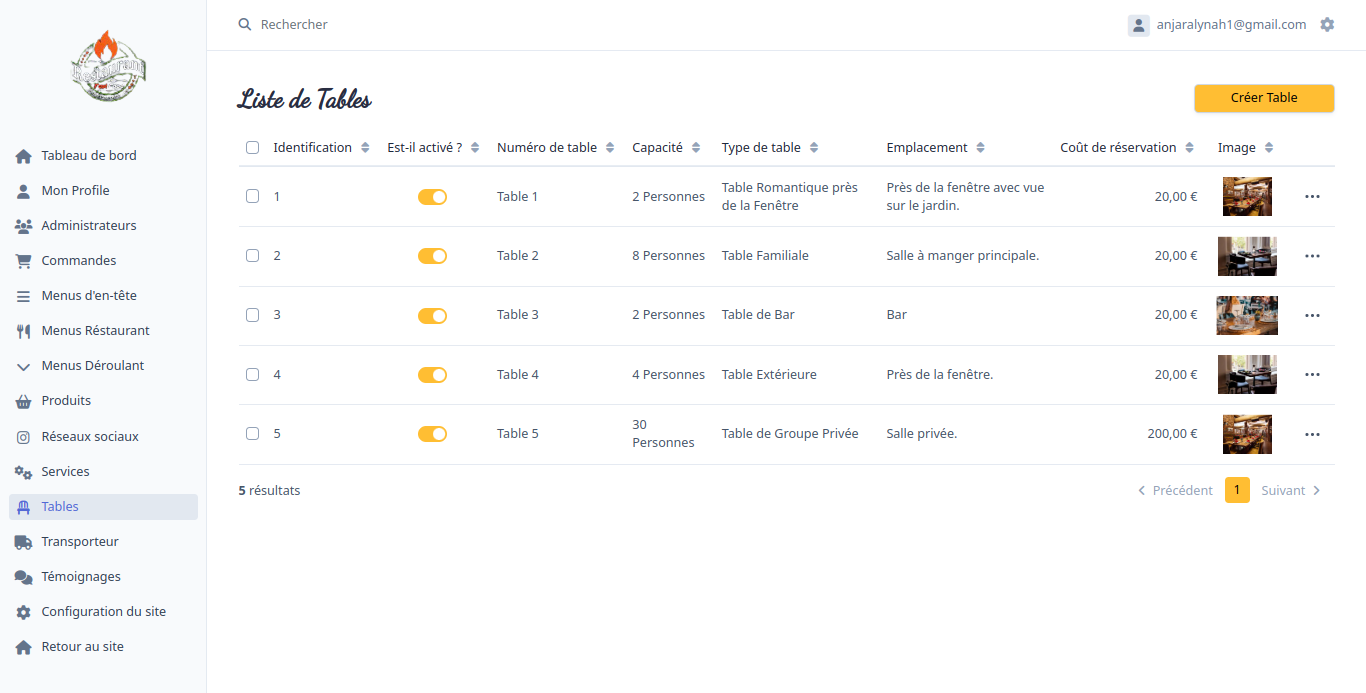 Restaurant
Rechercher
anjaralynah1@gmail.com
Liste de Tables
Créer Table
Tableau de bord
Mon Profile
Administrateurs
Commandes
Menus d'en-tête
Menus Réstaurant
Menus Déroulant
Produits
Réseaux sociaux
Services
Tables
Transporteur
Témoignages
Configuration du site
Retour au site
Identification Est-il activé ? Numéro de table Capacité Type de table Emplacement Coût de réservation Image
1 Table 1 2 Personnes Table Romantique près de la Fenêtre Près de la fenêtre avec vue sur le jardin. 20,00 €
2 Table 2 8 Personnes Table Familiale Salle à manger principale. 20,00 €
3 Table 3 2 Personnes Table de Bar Bar 20,00 €
4 Table 4 4 Personnes Table Extérieure Près de la fenêtre. 20,00 €
5 Table 5 30 Personnes Table de Groupe Privée Salle privée. 200,00 €
5 résultats
Précédent 1 Suivant